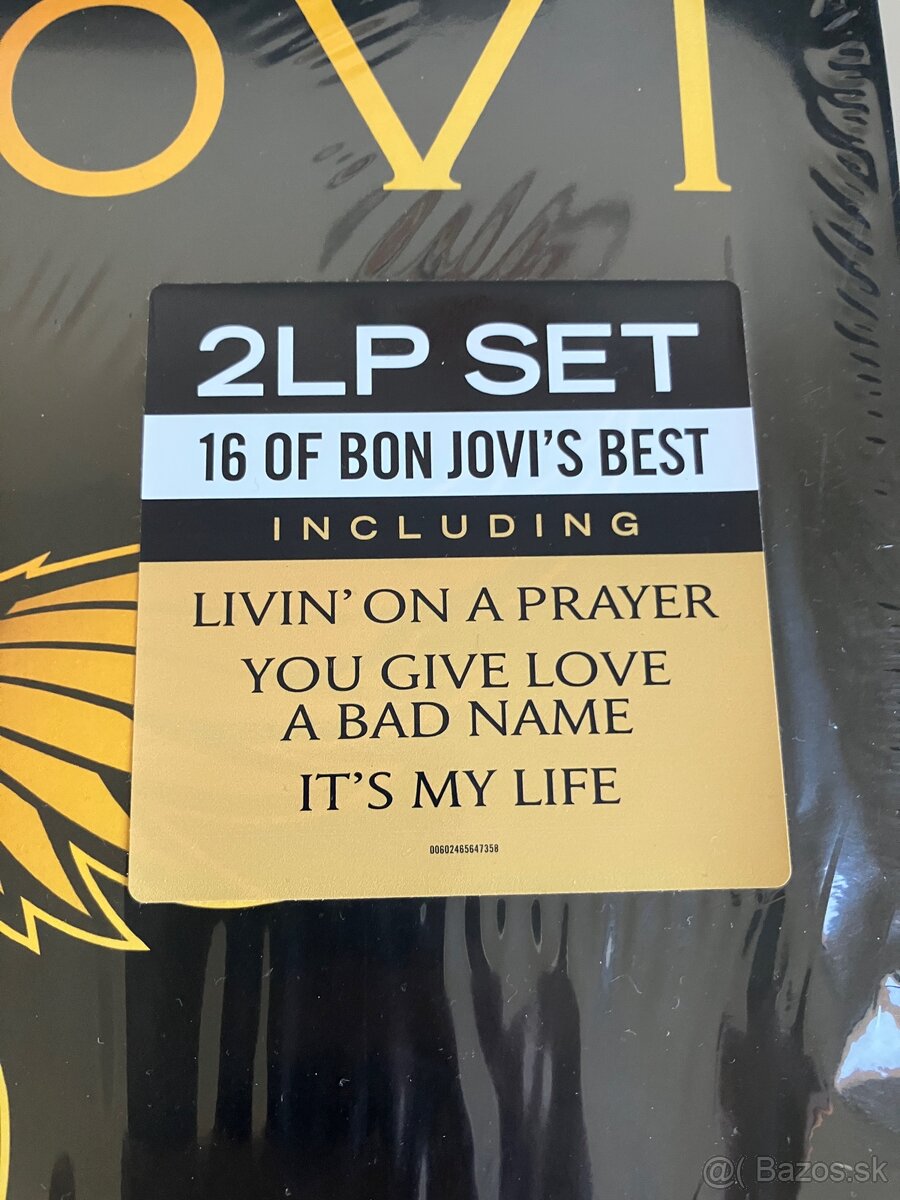 OVI
2LP SET
16 OF BON JOVI'S BEST
INCLUDING
LIVIN' ON A PRAYER
YOU GIVE LOVE
A BAD NAME
IT'S MY LIFE
00602465647358
@( Bazos.sk